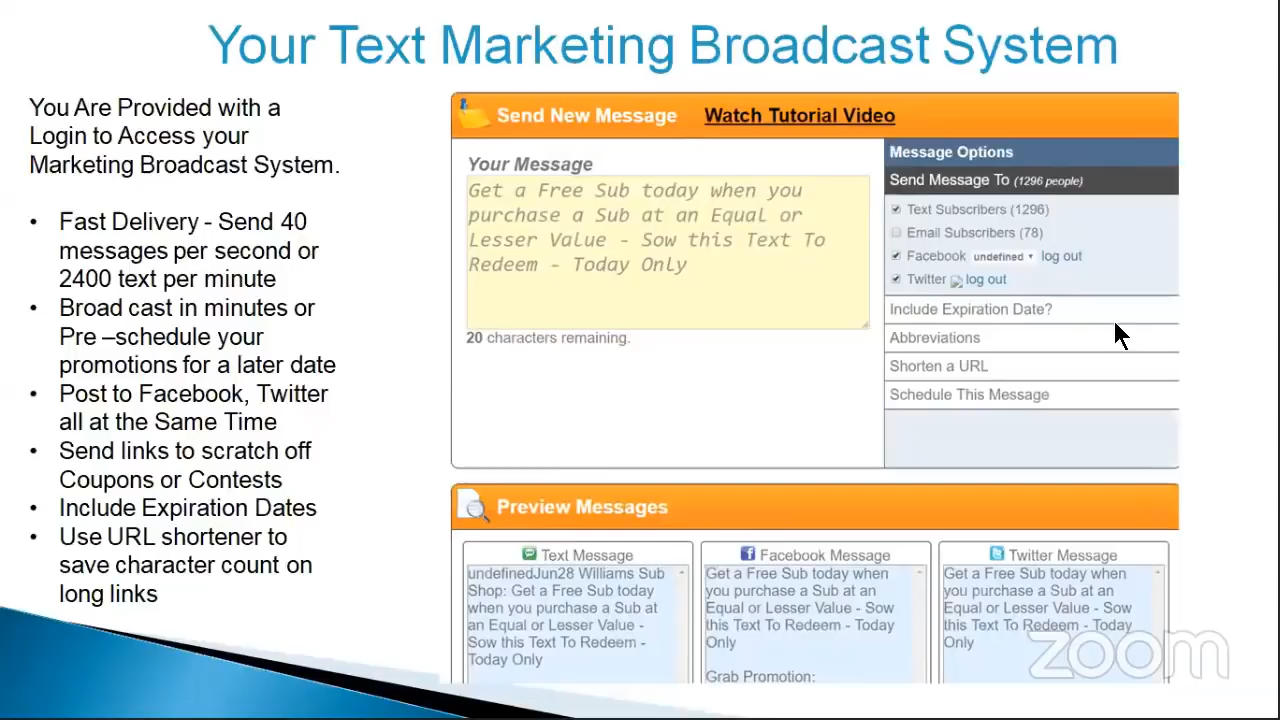 Your Text Marketing Broadcast System
You Are Provided with a
Login to Access your
Marketing Broadcast System.
• Fast Delivery - Send 40
messages per second or
2400 text per minute
• Broad cast in minutes or
Pre –schedule your
promotions for a later date
• Post to Facebook, Twitter
all at the Same Time
• Send links to scratch off
Coupons or Contests
• Include Expiration Dates
• Use URL shortener to
save character count on
long links
Send New Message Watch Tutorial Video
Your Message
Get a Free Sub today when you
purchase a Sub at an Equal or
Lesser Value - Sow this Text To
Redeem - Today Only
20 characters remaining.
Message Options
Send Message To (1296 people)
Text Subscribers (1296)
Email Subscribers (78)
Facebook undefined log out
Twitter log out
Include Expiration Date?
Abbreviations
Shorten a URL
Schedule This Message
Preview Messages
Text Message
undefinedJun28 Williams Sub
Shop: Get a Free Sub today
when you purchase a Sub at
an Equal or Lesser Value -
Sow this Text To Redeem -
Today Only
Facebook Message
Get a Free Sub today when
you purchase a Sub at an
Equal or Lesser Value - Sow
this Text To Redeem - Today
Only
Grab Promotion:
Twitter Message
Get a Free Sub today when
you purchase a Sub at an
Equal or Lesser Value - Sow
this Text To Redeem - Today
Only
zoom